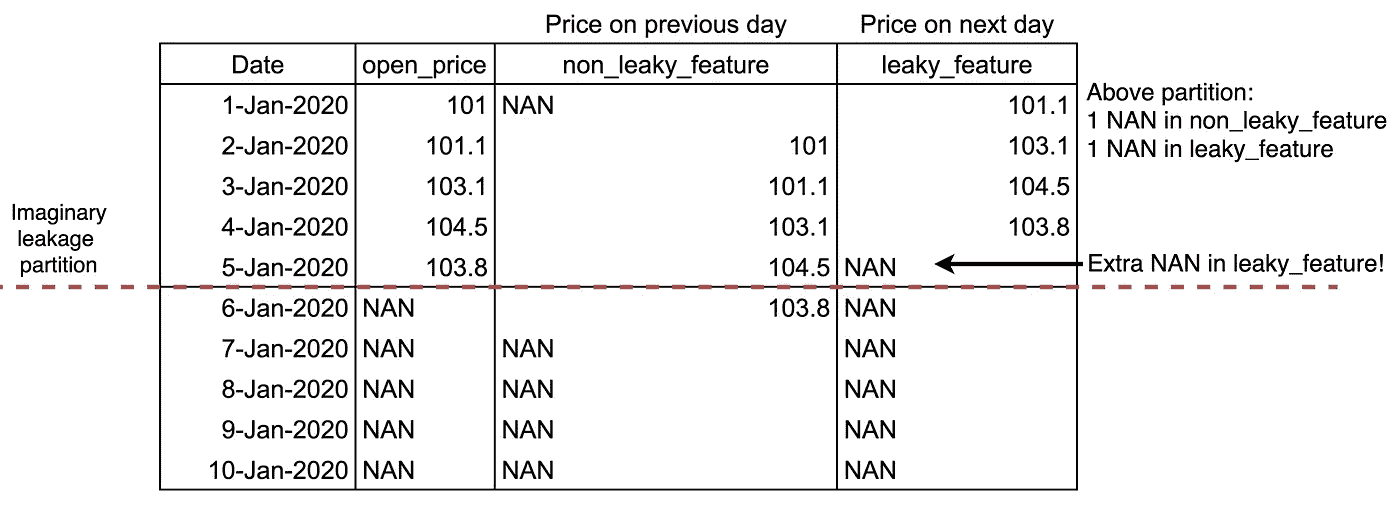 Price on previous day Price on next day
Date open_price non_leaky_feature leaky_feature
1-Jan-2020 101 NAN 101.1
2-Jan-2020 101.1 101 103.1
3-Jan-2020 103.1 101.1 104.5
4-Jan-2020 104.5 103.1 103.8
5-Jan-2020 103.8 104.5 NAN
6-Jan-2020 NAN 103.8 NAN
7-Jan-2020 NAN NAN NAN
8-Jan-2020 NAN NAN NAN
9-Jan-2020 NAN NAN NAN
10-Jan-2020 NAN NAN NAN
Above partition:
1 NAN in non_leaky_feature
1 NAN in leaky_feature
Extra NAN in leaky_feature!
Imaginary
leakage
partition